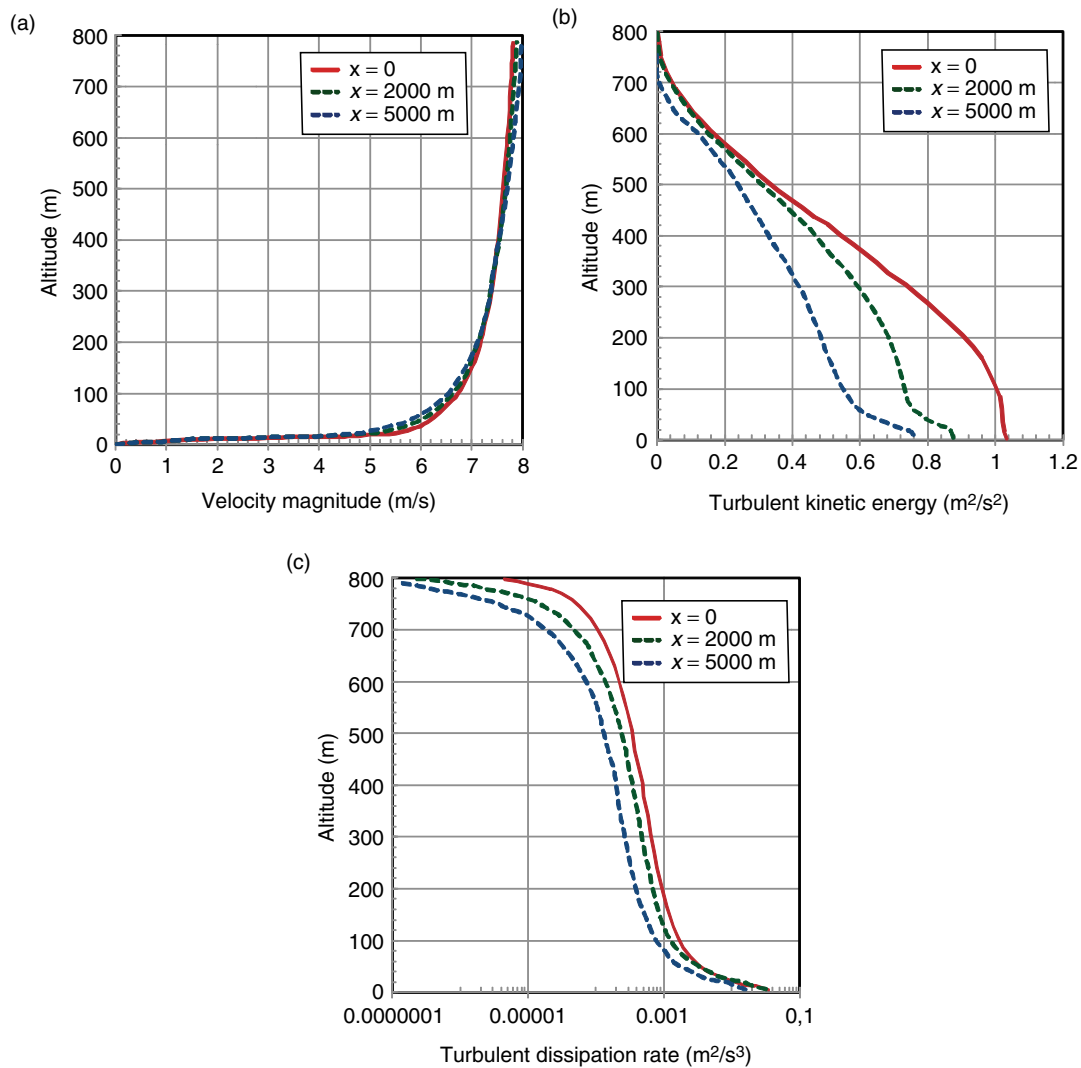 (a)
800
700
600
500
400
300
200
100
0
Altitude (m)
x = 0
x = 2000 m
x = 5000 m
0 1 2 3 4 5 6 7 8
Velocity magnitude (m/s)
(b)
800
700
600
500
400
300
200
100
0
Altitude (m)
x = 0
x = 2000 m
x = 5000 m
0 0.2 0.4 0.6 0.8 1 1.2
Turbulent kinetic energy (m²/s²)
(c)
800
700
600
500
400
300
200
100
0
Altitude (m)
x = 0
x = 2000 m
x = 5000 m
0.0000001 0.00001 0.001 0,1
Turbulent dissipation rate (m²/s³)